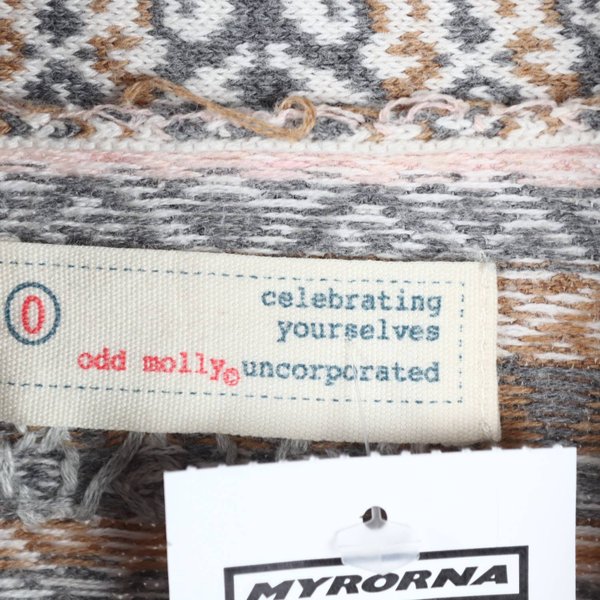 0
celebrating
yourselves
odd molly© uncorporated
MYRORNA